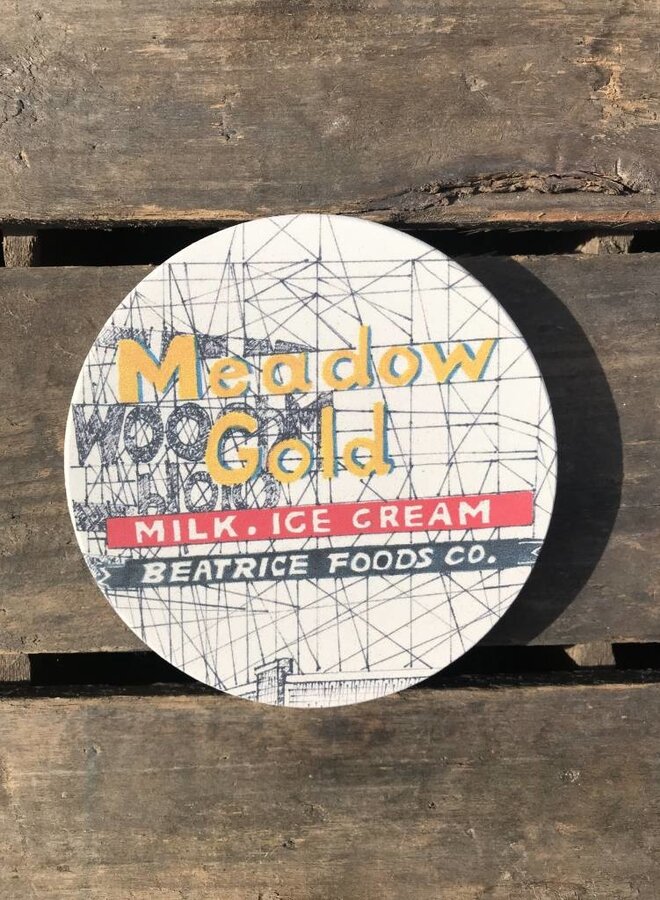 Meadow
Gold
MILK. ICE CREAM
BEATRICE FOODS CO.